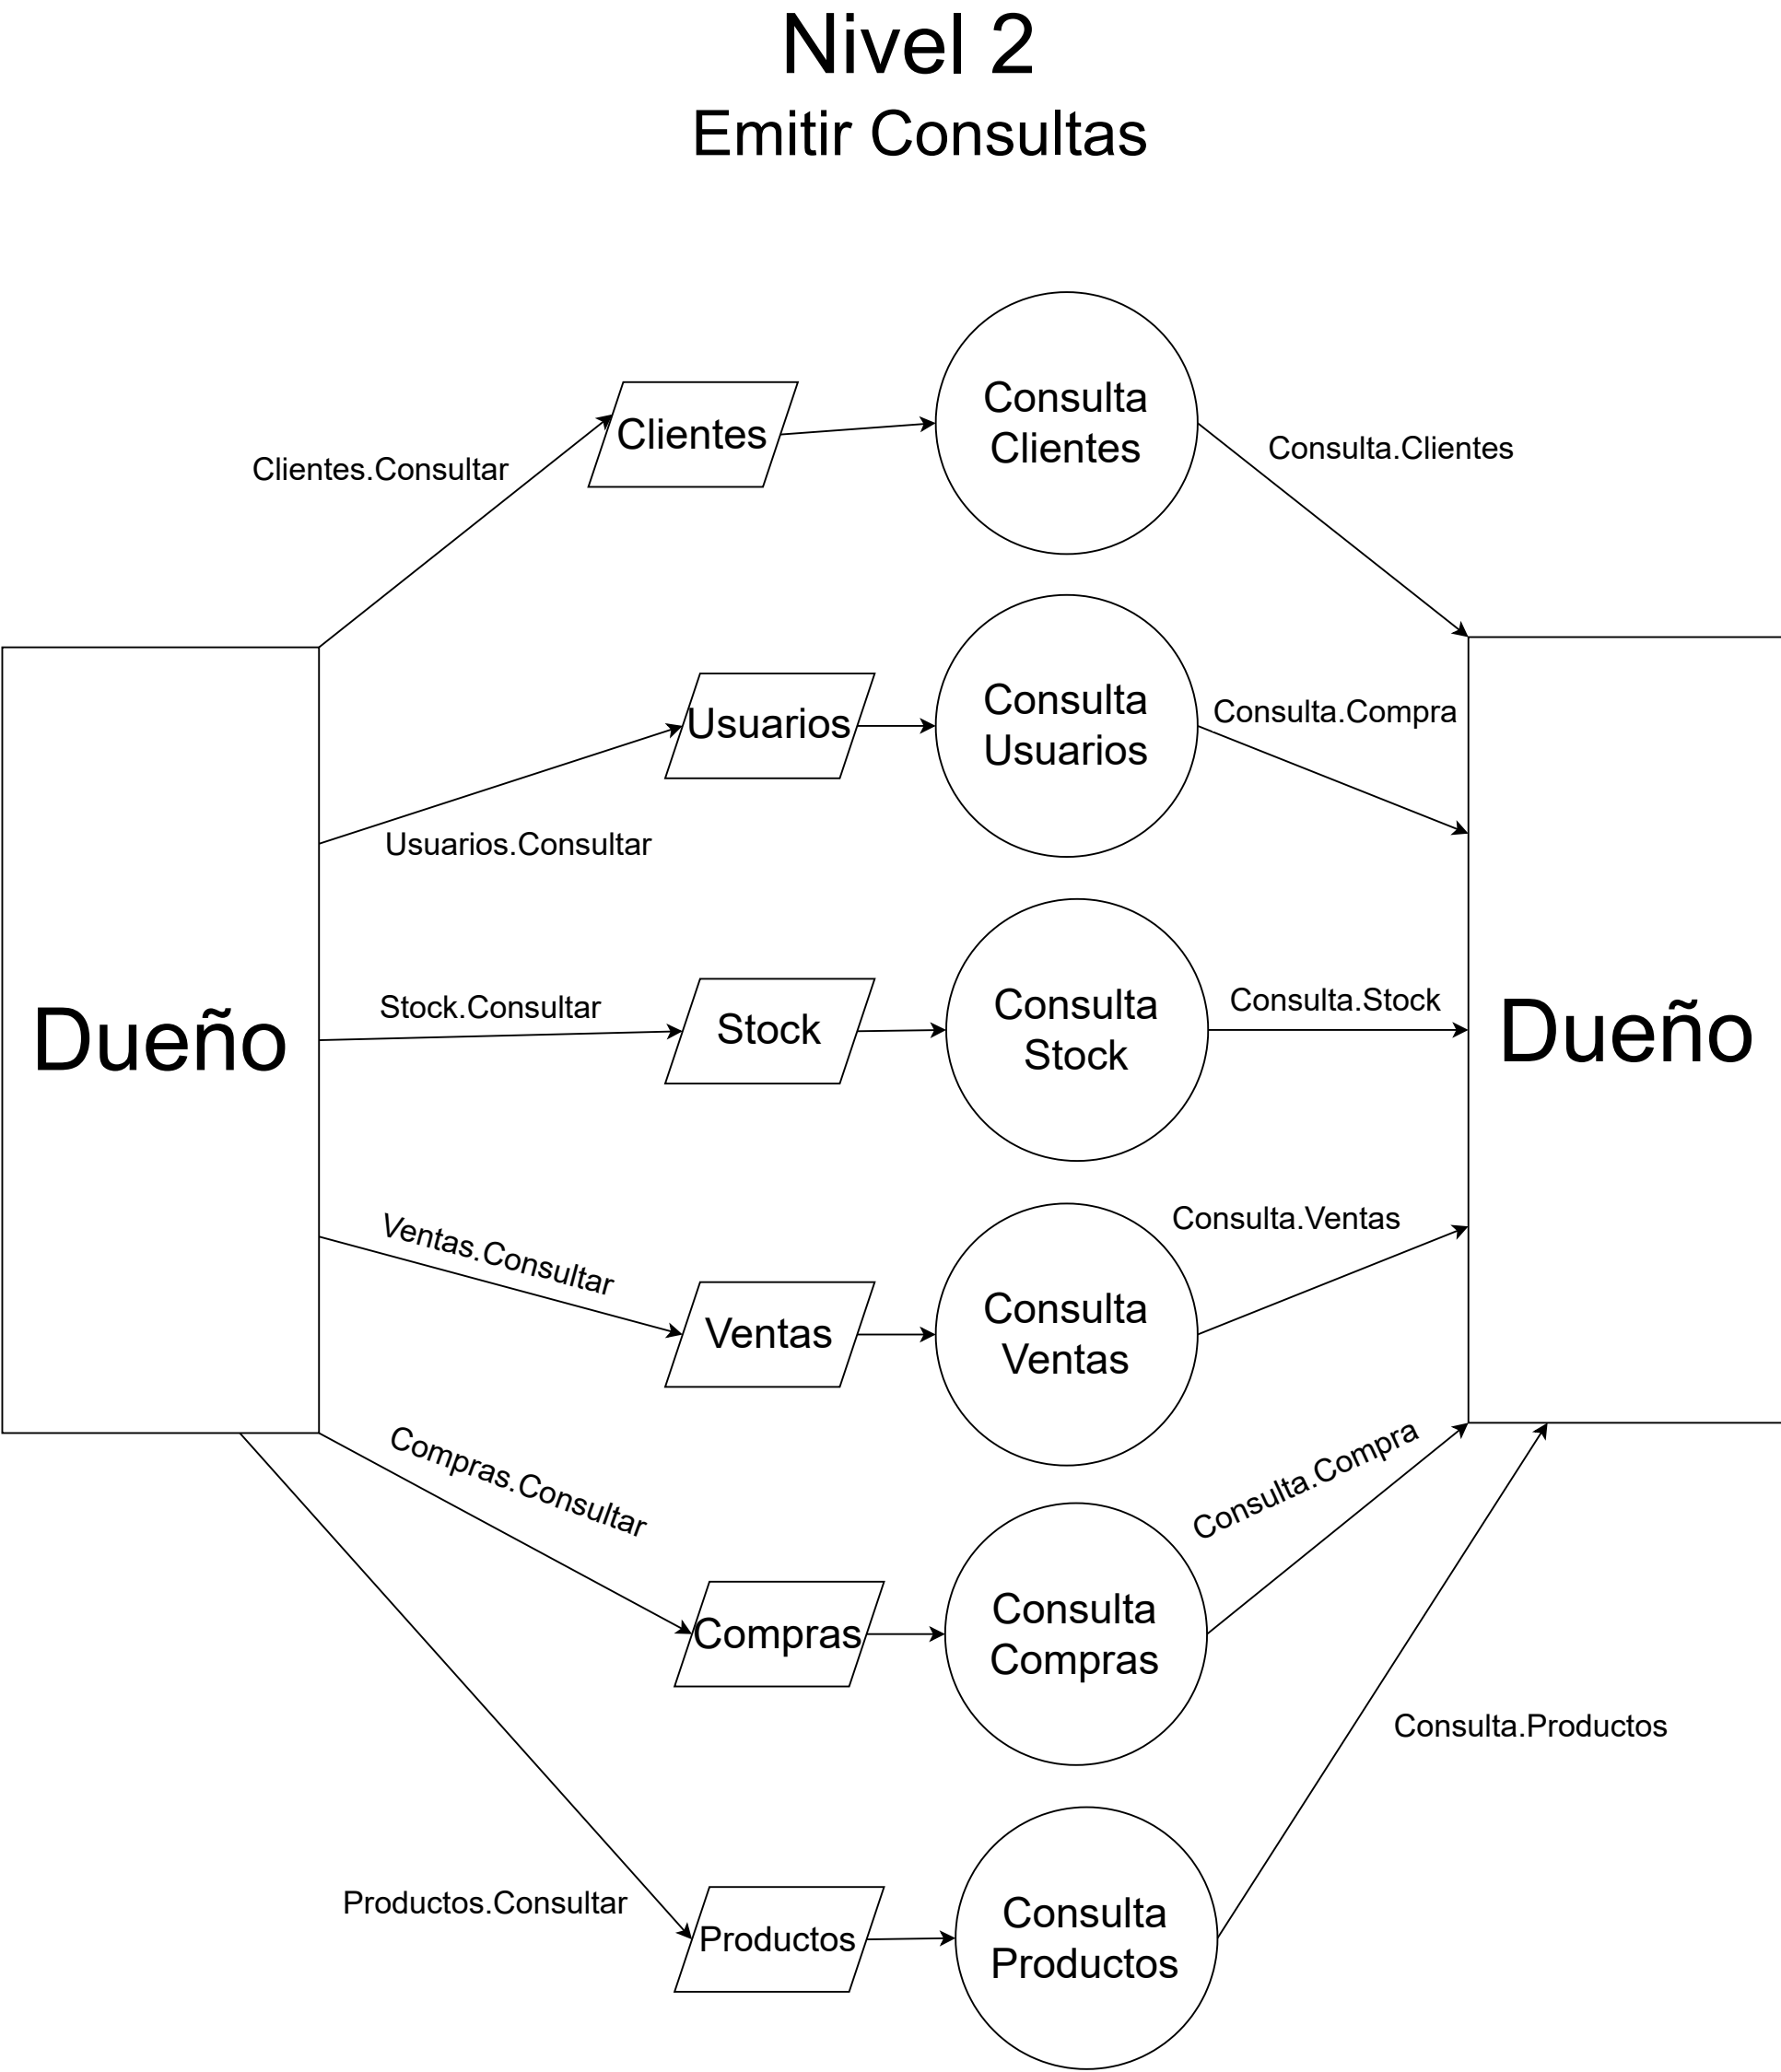 Nivel 2
Emitir Consultas
Clientes.Consultar
Clientes
Consulta
Clientes
Consulta.Clientes
Usuarios.Consultar
Usuarios
Consulta
Usuarios
Consulta.Compra
Dueño
Stock.Consultar
Stock
Consulta
Stock
Consulta.Stock
Dueño
Ventas.Consultar
Ventas
Consulta
Ventas
Consulta.Ventas
Compras.Consultar
Compras
Consulta
Compras
Consulta.Compra
Productos.Consultar
Productos
Consulta
Productos
Consulta.Productos